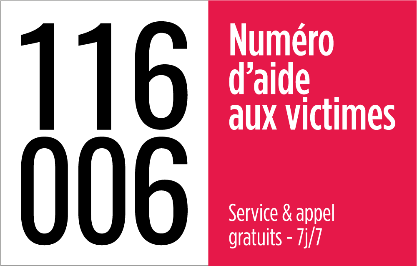 116
006
Numéro
d'aide
aux victimes
Service & appel
gratuits - 7j/7